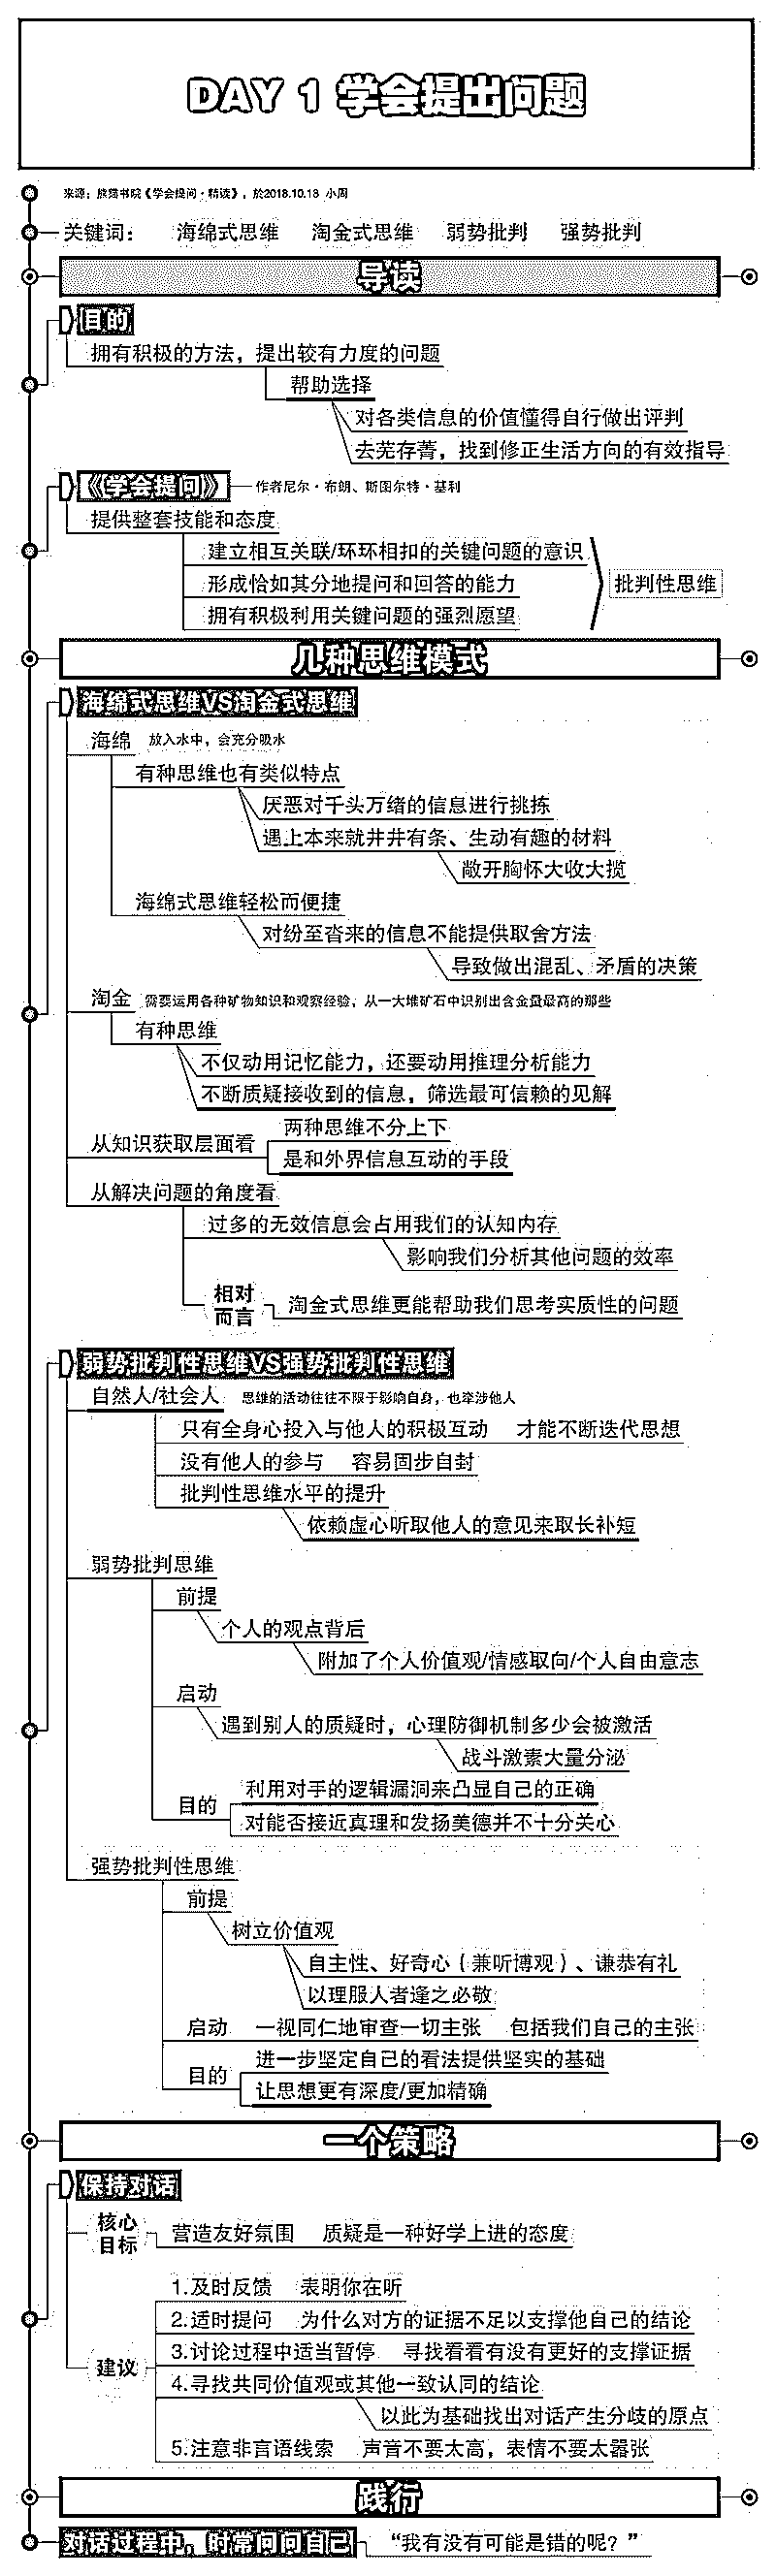 DAY 1 学会提出问题
来源：熊猫书院《学会提问·精读》，於2018.10.18 小周
关键词： 海绵式思维 淘金式思维 弱势批判 强势批判
导读
目的
拥有积极的方法，提出较有力度的问题
帮助选择
对各类信息的价值懂得自行做出评判
去芜存菁，找到修正生活方向的有效指导
《学会提问》 作者尼尔·布朗、斯图尔特·基利
提供整套技能和态度
建立相互关联/环环相扣的关键问题的意识
形成恰如其分地提问和回答的能力
批判性思维
拥有积极利用关键问题的强烈愿望
几种思维模式
海绵式思维VS淘金式思维
海绵 放入水中，会充分吸水
有种思维也有类似特点
厌恶对千头万绪的信息进行挑拣
遇上本来就井井有条、生动有趣的材料
敞开胸怀大收大揽
海绵式思维轻松而便捷
对纷至沓来的信息不能提供取舍方法
导致做出混乱、矛盾的决策
淘金 需要运用各种矿物知识和观察经验，从一大堆矿石中识别出含金量最高的那些
有种思维
不仅动用记忆能力，还要动用推理分析能力
不断质疑接收到的信息，筛选最可信赖的见解
从知识获取层面看
两种思维不分上下
是和外界信息互动的手段
从解决问题的角度看
过多的无效信息会占用我们的认知内存
影响我们分析其他问题的效率
相对
而言
淘金式思维更能帮助我们思考实质性的问题
弱势批判性思维VS强势批判性思维
自然人/社会人 思维的活动往往不限于影响自身，也牵涉他人
只有全身心投入与他人的积极互动 才能不断迭代思想
没有他人的参与 容易固步自封
批判性思维水平的提升
依赖虚心听取他人的意见来取长补短
弱势批判思维
前提
个人的观点背后
附加了个人价值观/情感取向/个人自由意志
启动
遇到别人的质疑时，心理防御机制多少会被激活
战斗激素大量分泌
目的
利用对手的逻辑漏洞来凸显自己的正确
对能否接近真理和发扬美德并不十分关心
强势批判性思维
前提
树立价值观
自主性、好奇心（兼听博观）、谦恭有礼
以理服人者逢之必敬
启动 一视同仁地审查一切主张 包括我们自己的主张
目的
进一步坚定自己的看法提供坚实的基础
让思想更有深度/更加精确
一个策略
保持对话
核心
目标
营造友好氛围 质疑是一种好学上进的态度
建议
1.及时反馈 表明你在听
2.适时提问 为什么对方的证据不足以支撑他自己的结论
3.讨论过程中适当暂停 寻找看看有没有更好的支撑证据
4.寻找共同价值观或其他一致认同的结论
以此为基础找出对话产生分歧的原点
5.注意非言语线索 声音不要太高，表情不要太嚣张
践行
对话过程中，时常问问自己 “我有没有可能是错的呢？”